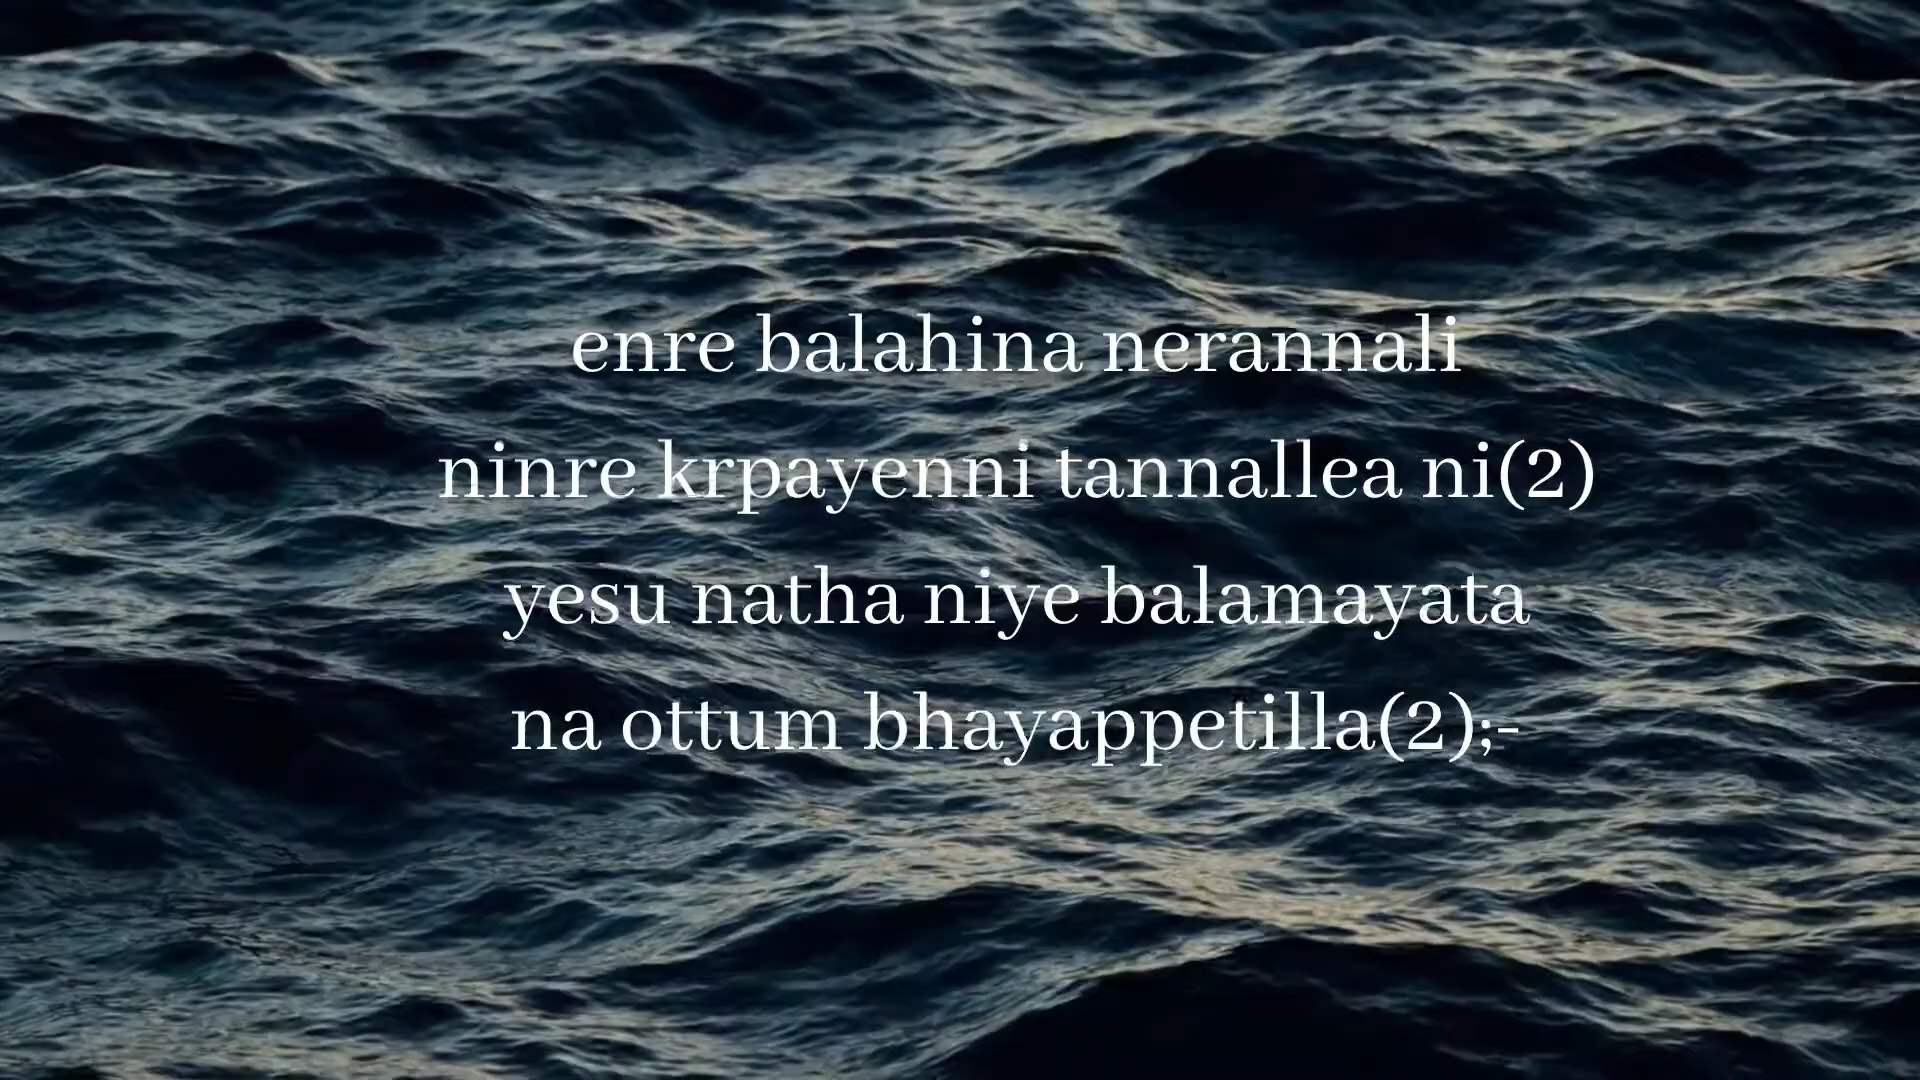 enre balahina nerannali
ninre krpayenni tannallea ni(2)
yesu natha niye balamayata
na ottum bhayappetilla(2);-